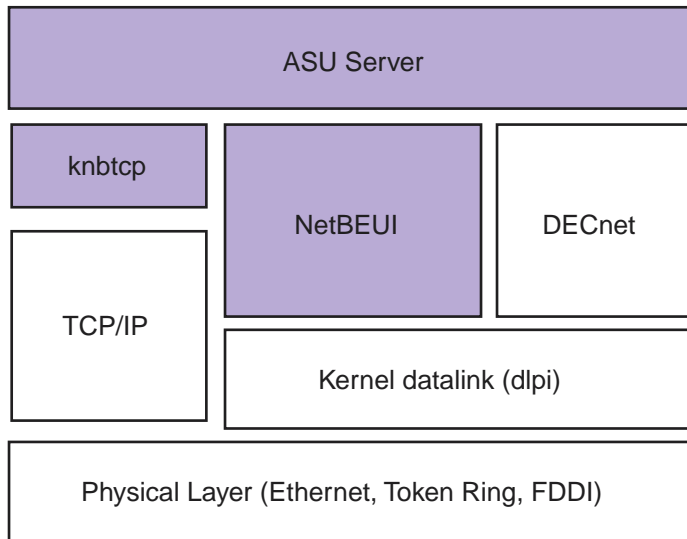 ASU Server
knbtcp
NetBEUI
DECnet
TCP/IP
Kernel datalink (dlpi)
Physical Layer (Ethernet, Token Ring, FDDI)